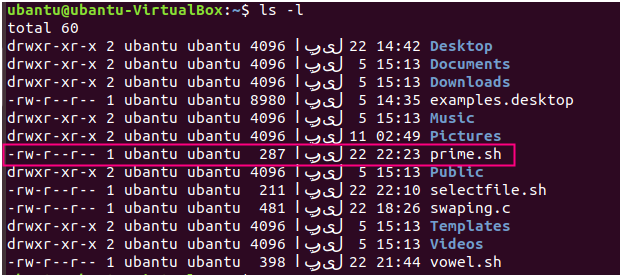 ubantu@ubantu-VirtualBox:~$ ls -l
total 60
drwxr-xr-x 2 ubantu ubantu 4096 اپریل 22 14:42 Desktop
drwxr-xr-x 2 ubantu ubantu 4096 اپریل  5 15:13 Documents
drwxr-xr-x 2 ubantu ubantu 4096 اپریل  5 15:13 Downloads
-rw-r--r-- 1 ubantu ubantu 8980 اپریل  5 14:35 examples.desktop
drwxr-xr-x 2 ubantu ubantu 4096 اپریل  5 15:13 Music
drwxr-xr-x 2 ubantu ubantu 4096 اپریل 11 02:49 Pictures
-rw-r--r-- 1 ubantu ubantu  287 اپریل 22 22:23 prime.sh
drwxr-xr-x 2 ubantu ubantu 4096 اپریل  5 15:13 Public
-rw-r--r-- 1 ubantu ubantu  211 اپریل 22 22:10 selectfile.sh
-rw-r--r-- 1 ubantu ubantu  481 اپریل 22 18:26 swaping.c
drwxr-xr-x 2 ubantu ubantu 4096 اپریل  5 15:13 Templates
drwxr-xr-x 2 ubantu ubantu 4096 اپریل  5 15:13 Videos
-rw-r--r-- 1 ubantu ubantu  398 اپریل 22 21:44 vowel.sh